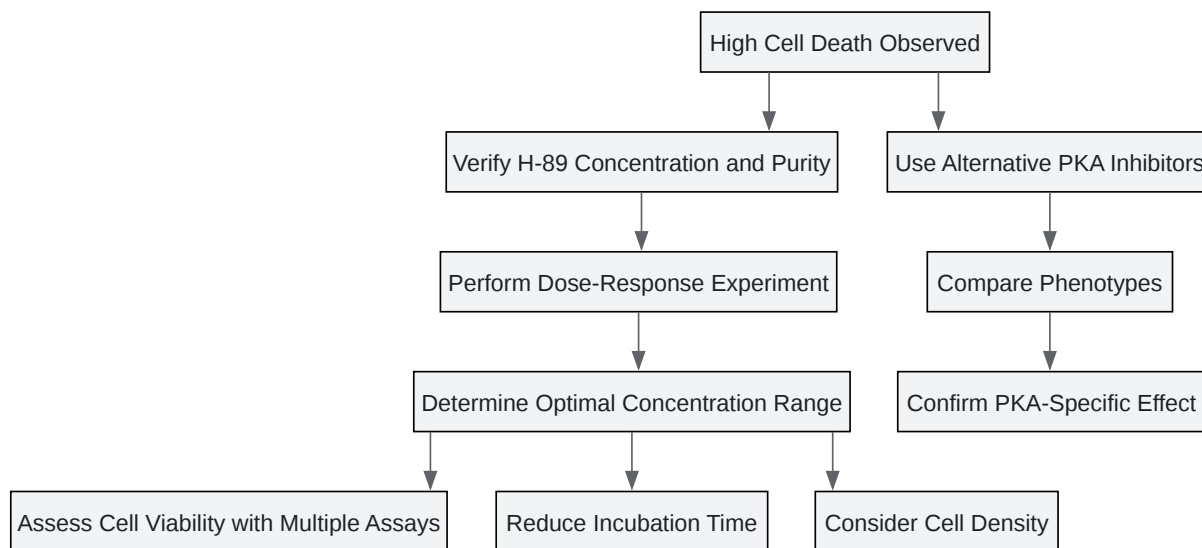 High Cell Death Observed
Verify H-89 Concentration and Purity
Use Alternative PKA Inhibitors
Perform Dose-Response Experiment
Compare Phenotypes
Determine Optimal Concentration Range
Confirm PKA-Specific Effect
Assess Cell Viability with Multiple Assays
Reduce Incubation Time
Consider Cell Density